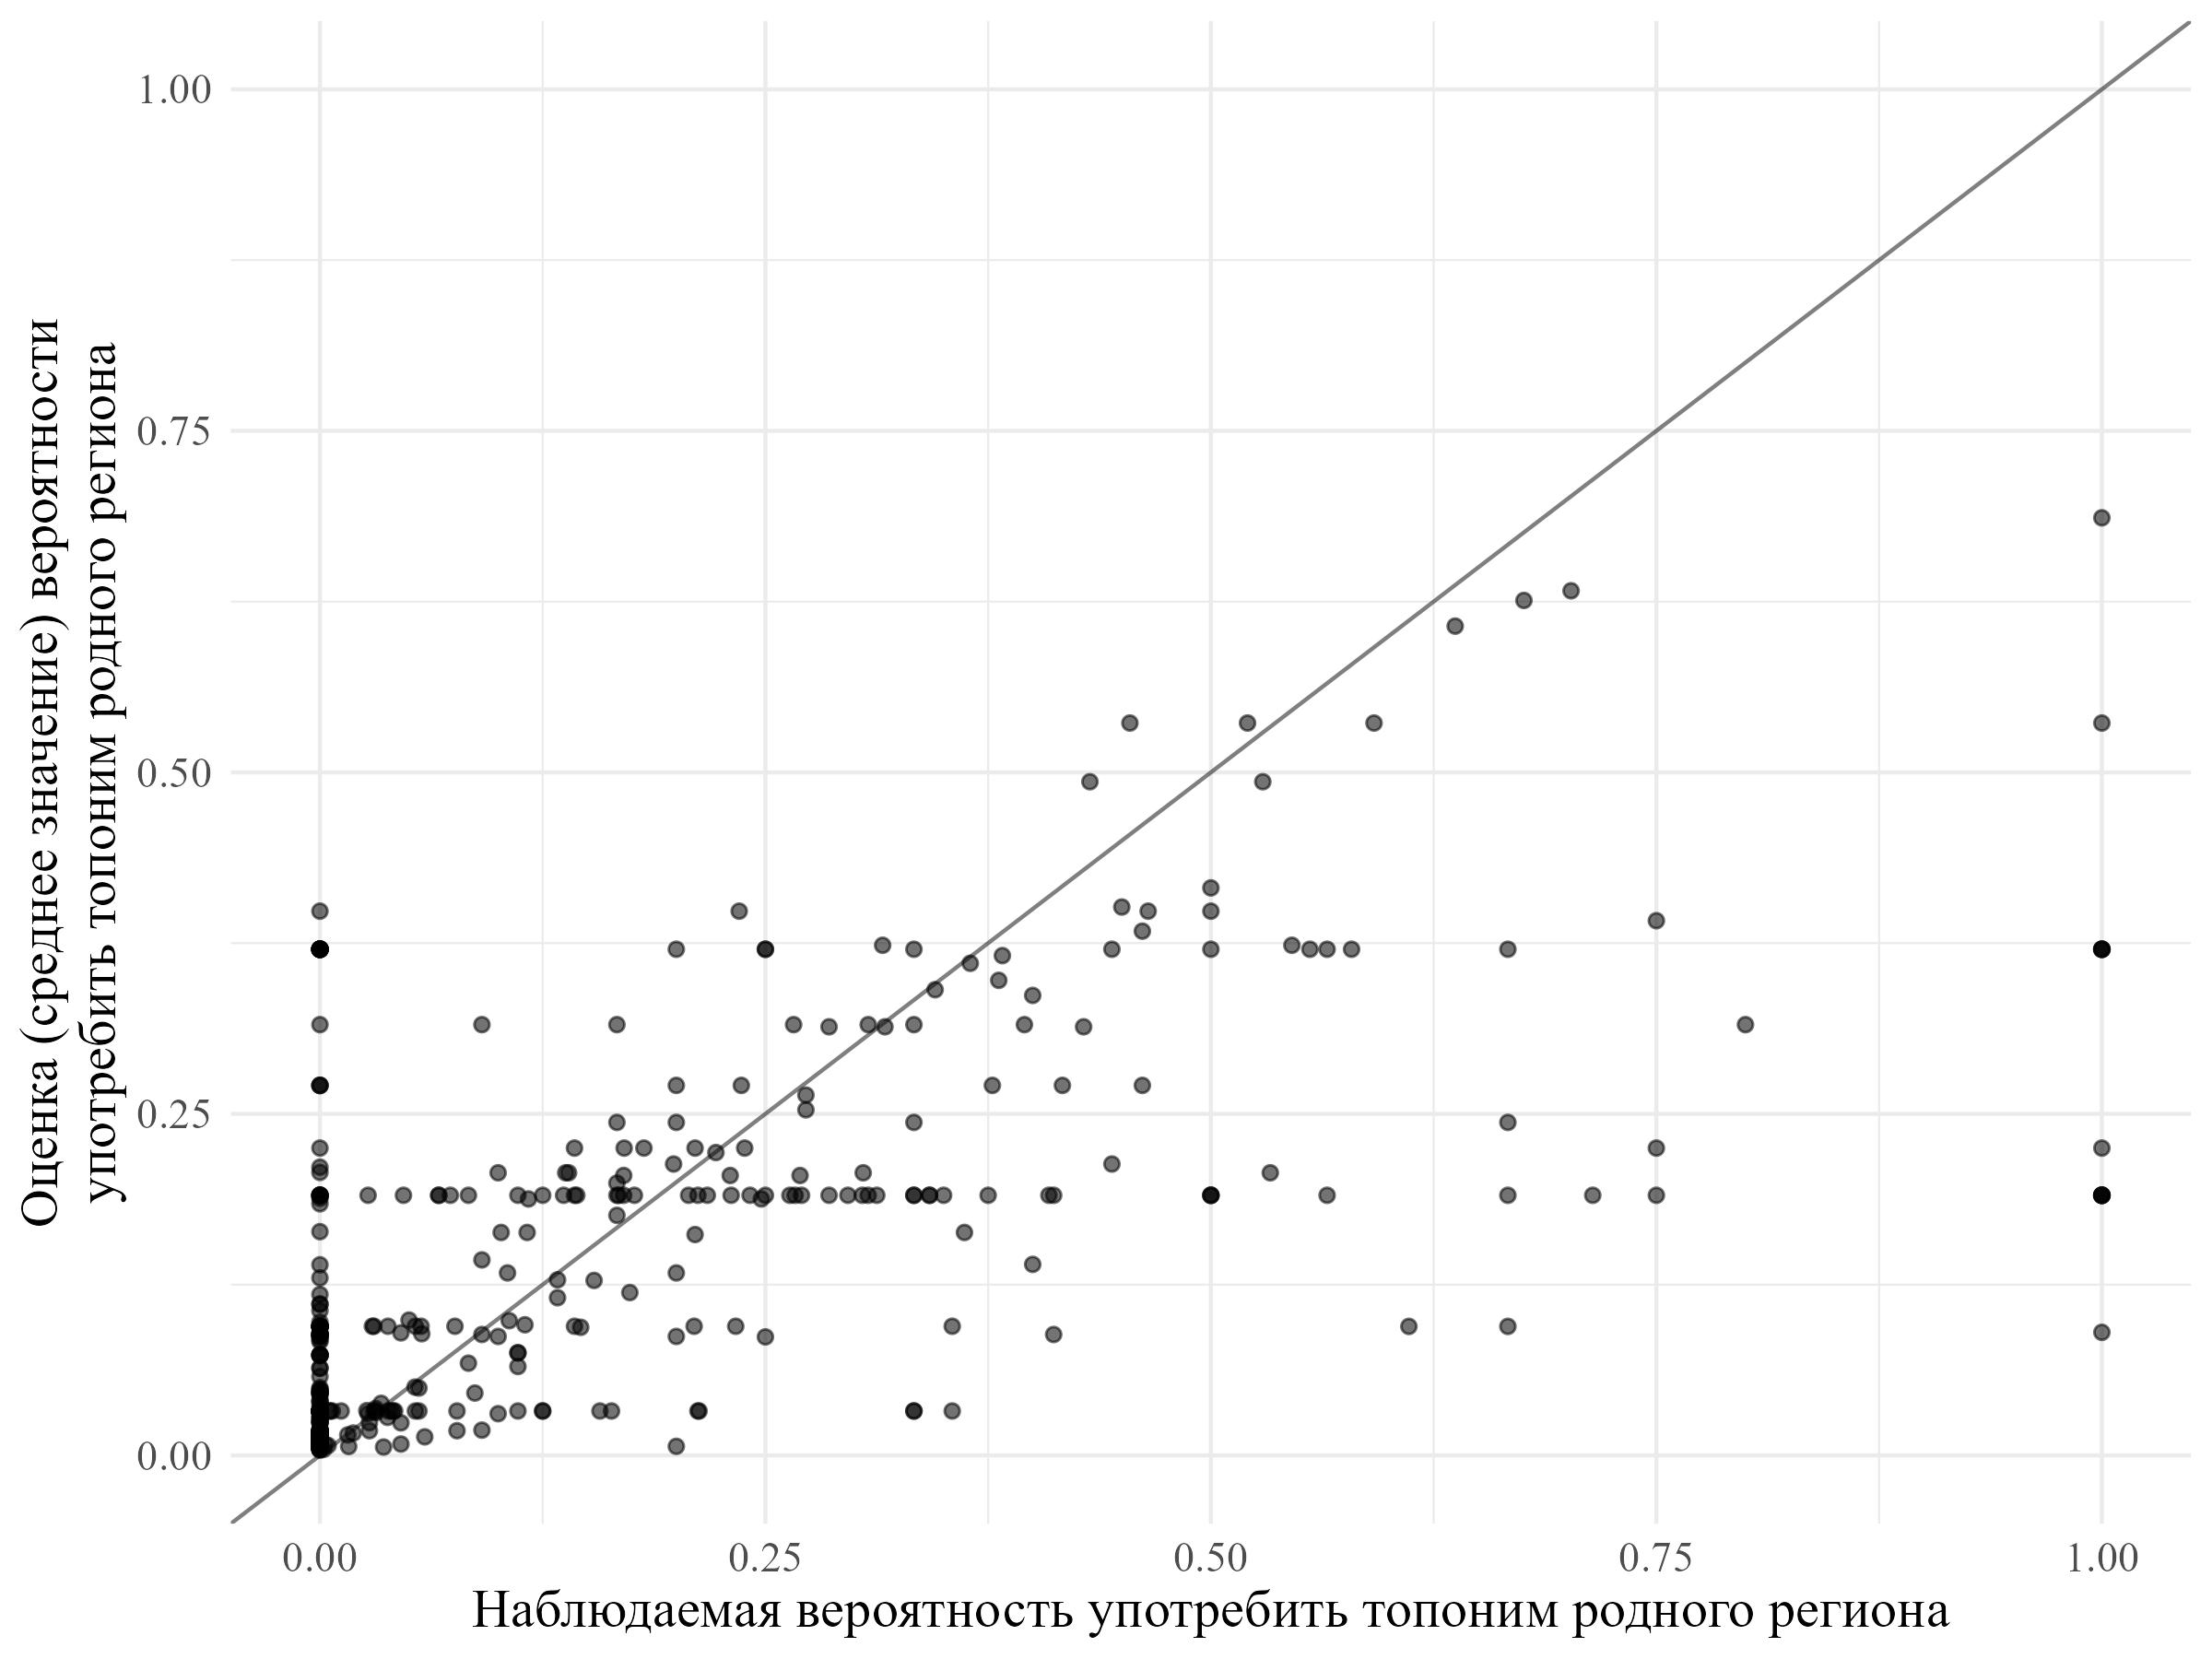 Оценка (среднее значение) вероятности
употребить топоним родного региона
1.00
0.75
0.50
0.25
0.00
0.00 0.25 0.50 0.75 1.00
Наблюдаемая вероятность употребить топоним родного региона